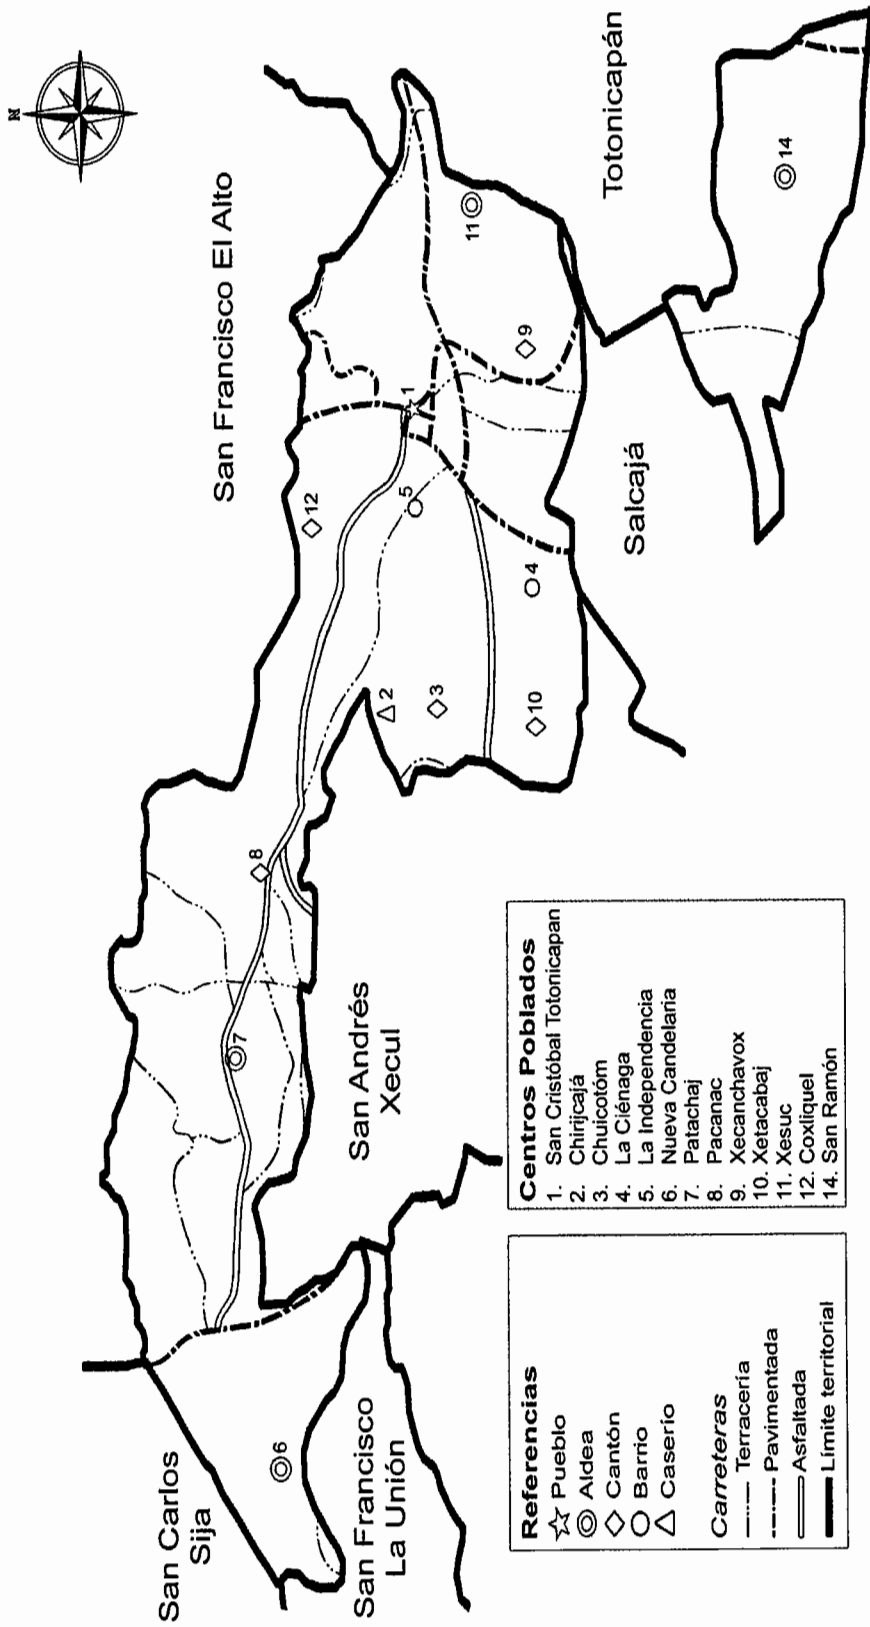 N
San Francisco El Alto
Totonicapán
12
1
11
9
14
5
4
Salcajá
2
3
10
8
7
San Andrés
Xecul
San Carlos
Sija
6
San Francisco
La Unión
Referencias
Pueblo
Aldea
Cantón
Barrio
Caserío
Carreteras
Terracería
Pavimentada
Asfaltada
Límite territorial
Centros Poblados
1. San Cristóbal Totonicapan
2. Chirijcajá
3. Chuicotóm
4. La Ciénaga
5. La Independencia
6. Nueva Candelaria
7. Patachaj
8. Pacanac
9. Xecanchavox
10. Xetacabaj
11. Xesuc
12. Coxliquel
14. San Ramón